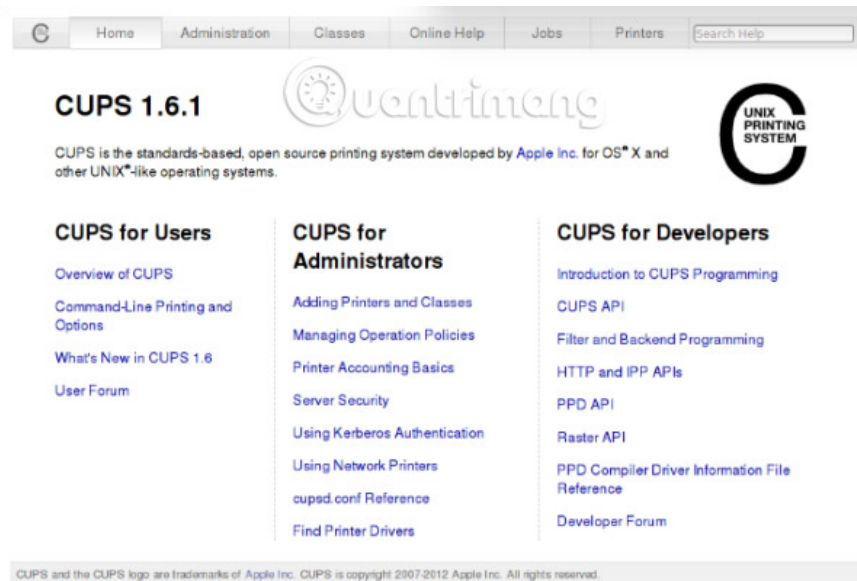 Home Administration Classes Online Help Jobs Printers Search Help
Quantrimang
CUPS 1.6.1
UNIX
PRINTING
SYSTEM
CUPS is the standards-based, open source printing system developed by Apple Inc. for OS® X and
other UNIX®-like operating systems.
CUPS for Users
Overview of CUPS
Command-Line Printing and
Options
What's New in CUPS 1.6
User Forum
CUPS for
Administrators
Adding Printers and Classes
Managing Operation Policies
Printer Accounting Basics
Server Security
Using Kerberos Authentication
Using Network Printers
cupsd.conf Reference
Find Printer Drivers
CUPS for Developers
Introduction to CUPS Programming
CUPS API
Filter and Backend Programming
HTTP and IPP APIs
PPD API
Raster API
PPD Compiler Driver Information File
Reference
Developer Forum
CUPS and the CUPS logo are trademarks of Apple Inc. CUPS is copyright 2007-2012 Apple Inc. All rights reserved.